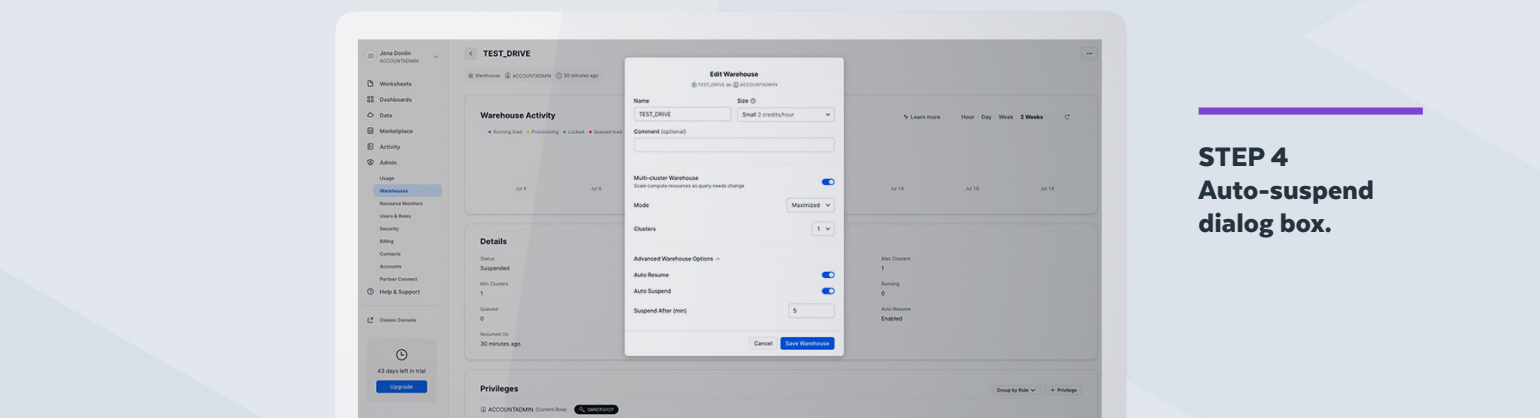 JD
Jena Donlin
ACCOUNTADMIN
Worksheets
Dashboards
Data
Marketplace
Activity
Admin
Usage
Warehouses
Resource Monitors
Users & Roles
Security
Billing
Contacts
Accounts
Partner Connect
Help & Support
Classic Console
43 days left in trial
Upgrade
TEST_DRIVE
Warehouse ACCOUNTADMIN 30 minutes ago
Warehouse Activity
Running load Provisioning Locked Queued load
Learn more Hour Day Week 2 Weeks
Jul 14 Jul 16 Jul 18
Details
Status
Suspended
Min Clusters
1
Queued
0
Resumed On
30 minutes ago
Max Clusters
1
Running
0
Auto Resume
Enabled
Privileges
Group by Role + Privilege
ACCOUNTADMIN (Current Role) OWNERSHIP
Edit Warehouse
TEST_DRIVE as ACCOUNTADMIN
Name Size
TEST_DRIVE Small 2 credits/hour
Comment (optional)
Multi-cluster Warehouse
Scale compute resources as query needs change
Mode Maximized
Clusters 1
Advanced Warehouse Options
Auto Resume
Auto Suspend
Suspend After (min) 5
Cancel Save Warehouse
STEP 4
Auto-suspend
dialog box.